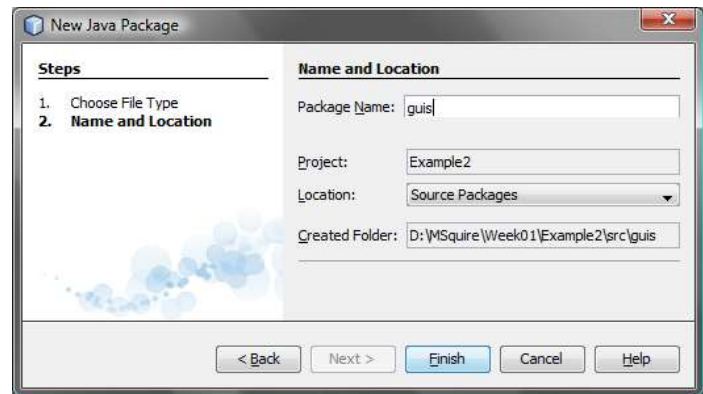 New Java Package
Steps
1. Choose File Type
2. Name and Location
Name and Location
Package Name: guis
Project: Example2
Location: Source Packages
Created Folder: D:\MSquire\Week01\Example2\src\guis
< Back Next > Finish Cancel Help